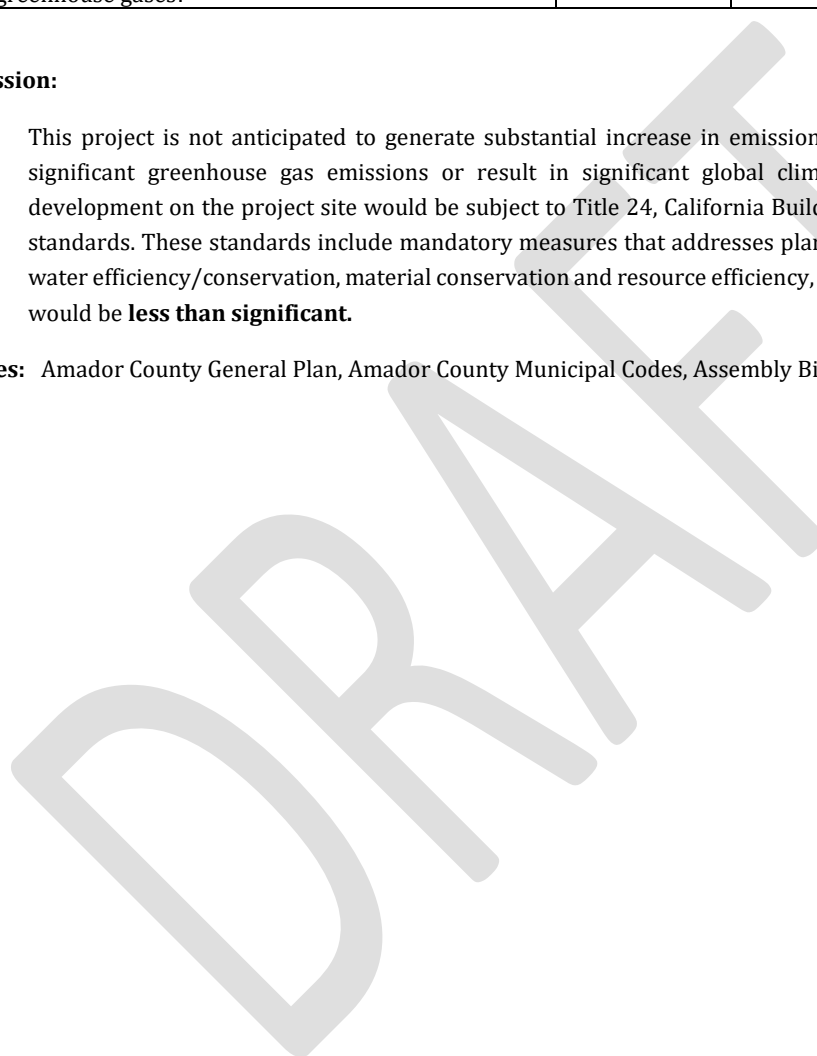 greenhouse gases?
ssion:
This project is not anticipated to generate substantial increase in emission
significant greenhouse gas emissions or result in significant global clim
development on the project site would be subject to Title 24, California Build
standards. These standards include mandatory measures that addresses plan
water efficiency/conservation, material conservation and resource efficiency,
would be less than significant.
es: Amador County General Plan, Amador County Municipal Codes, Assembly Bi
DRAFT